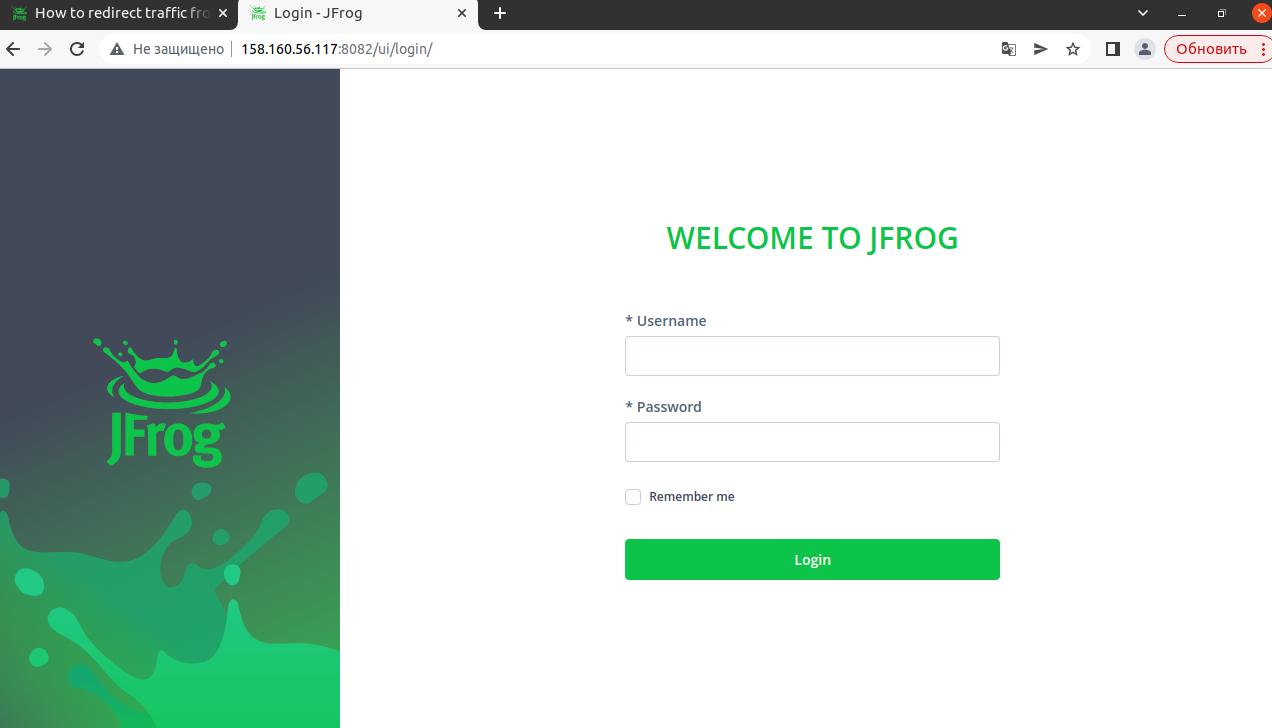 How to redirect traffic fro
Login - JFrog
Не защищено
158.160.56.117:8082/ui/login/
Обновить
JFrog
WELCOME TO JFROG
* Username
* Password
Remember me
Login